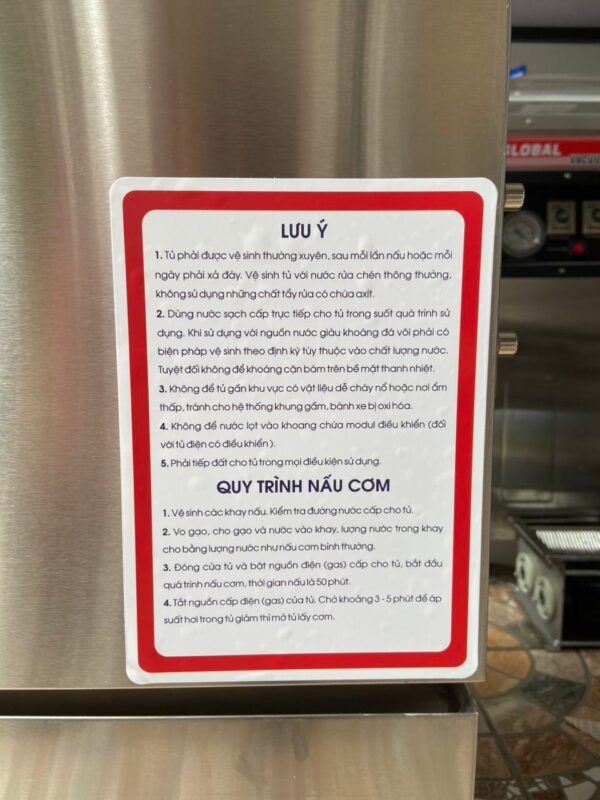 LƯU Ý
1. Tủ phải được vệ sinh thường xuyên, sau mỗi lần nấu hoặc mỗi
ngày phải xả đáy. Vệ sinh tủ với nước rửa chén thông thường,
không sử dụng những chất tẩy rửa có chứa axit.
2. Dùng nước sạch cấp trực tiếp cho tủ trong suốt quá trình sử
dụng. Khi sử dụng với nguồn nước giàu khoáng đá vôi phải có
biện pháp vệ sinh theo định kỳ tùy thuộc vào chất lượng nước.
Tuyệt đối không để khoáng cặn bám trên bề mặt thanh nhiệt.
3. Không để tủ gần khu vực có vật liệu dễ cháy nổ hoặc nơi ẩm
thấp, tránh cho hệ thống khung gầm, bánh xe bị oxi hóa.
4. Không để nước lọt vào khoang chứa modul điều khiển (đối
với tủ điện có điều khiển).
5. Phải tiếp đất cho tủ trong mọi điều kiện sử dụng.
QUY TRÌNH NẤU CƠM
1. Vệ sinh các khay nấu. Kiểm tra đường nước cấp cho tủ.
2. Vo gạo, cho gạo và nước vào khay, lượng nước trong khay
cho bằng lượng nước như nấu cơm bình thường.
3. Đóng cửa tủ và bật nguồn điện (gas) cấp cho tủ, bắt đầu
quá trình nấu cơm, thời gian nấu là 50 phút.
4. Tắt nguồn cấp điện (gas) của tủ. Chờ khoảng 3 - 5 phút để áp
suất hơi trong tủ giảm thì mở tủ lấy cơm.
GLOBAL